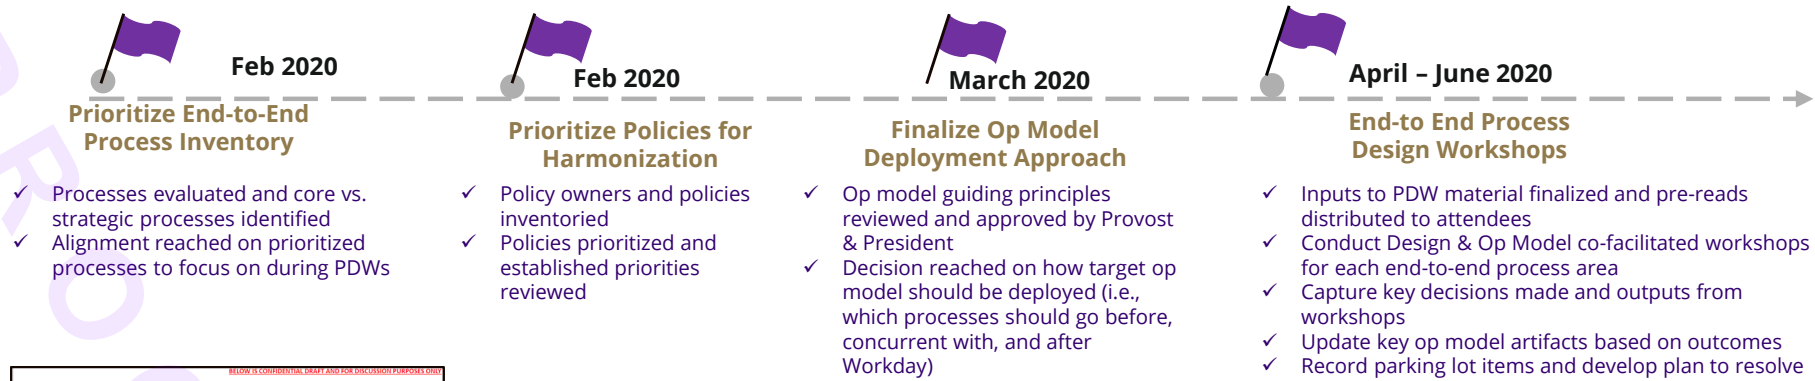 Feb 2020
Prioritize End-to-End
Process Inventory
✓ Processes evaluated and core vs.
strategic processes identified
✓ Alignment reached on prioritized
processes to focus on during PDWs
Feb 2020
Prioritize Policies for
Harmonization
✓ Policy owners and policies
inventoried
✓ Policies prioritized and
established priorities
reviewed
March 2020
Finalize Op Model
Deployment Approach
✓ Op model guiding principles
reviewed and approved by Provost
& President
✓ Decision reached on how target op
model should be deployed (i.e.,
which processes should go before,
concurrent with, and after
Workday)
April – June 2020
End-to End Process
Design Workshops
✓ Inputs to PDW material finalized and pre-reads
distributed to attendees
✓ Conduct Design & Op Model co-facilitated workshops
for each end-to-end process area
✓ Capture key decisions made and outputs from
workshops
✓ Update key op model artifacts based on outcomes
✓ Record parking lot items and develop plan to resolve
BELOW IS CONFIDENTIAL DRAFT AND FOR DISCUSSION PURPOSES ONLY